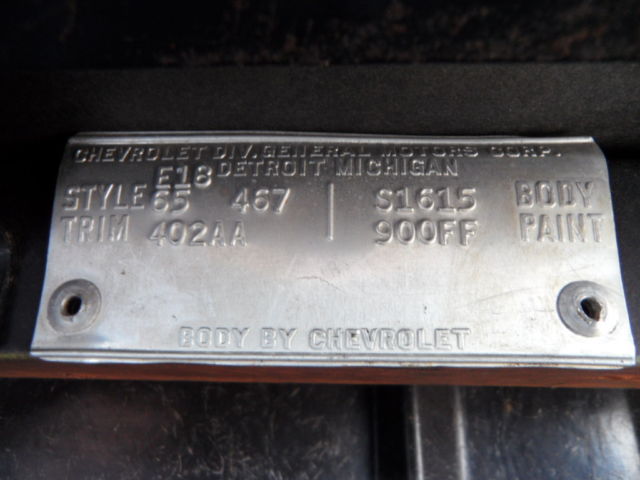 CHEVROLET DIV. GENERAL MOTORS CORP.
E18 DETROIT MICHIGAN
STYLE 65 467 | S1615 BODY
TRIM 402AA 900FF PAINT
BODY BY CHEVROLET